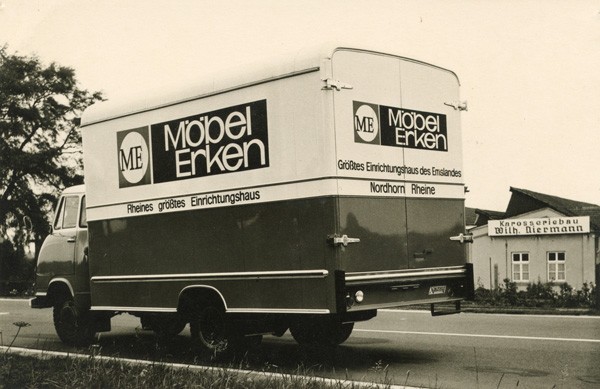 ME
Möbel
Erken
Rheines größtes Einrichtungshaus
ME
Möbel
Erken
Größtes Einrichtungshaus des Emslandes
Nordhorn Rheine
Karosseriebau
Wilh. Diermann